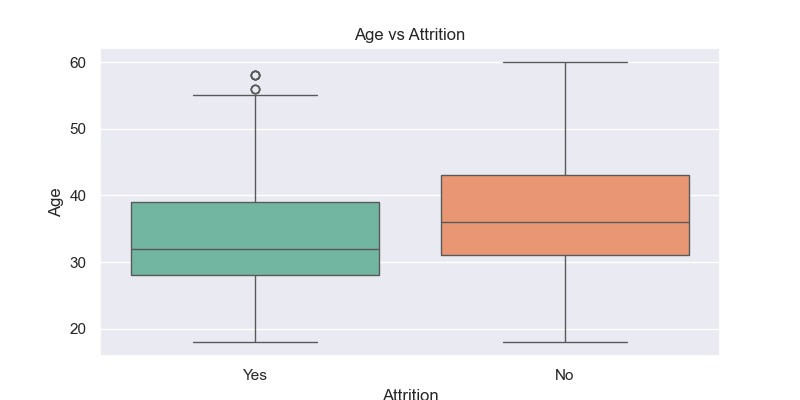 Age vs Attrition
60
50
40
30
20
Age
Yes No
Attrition